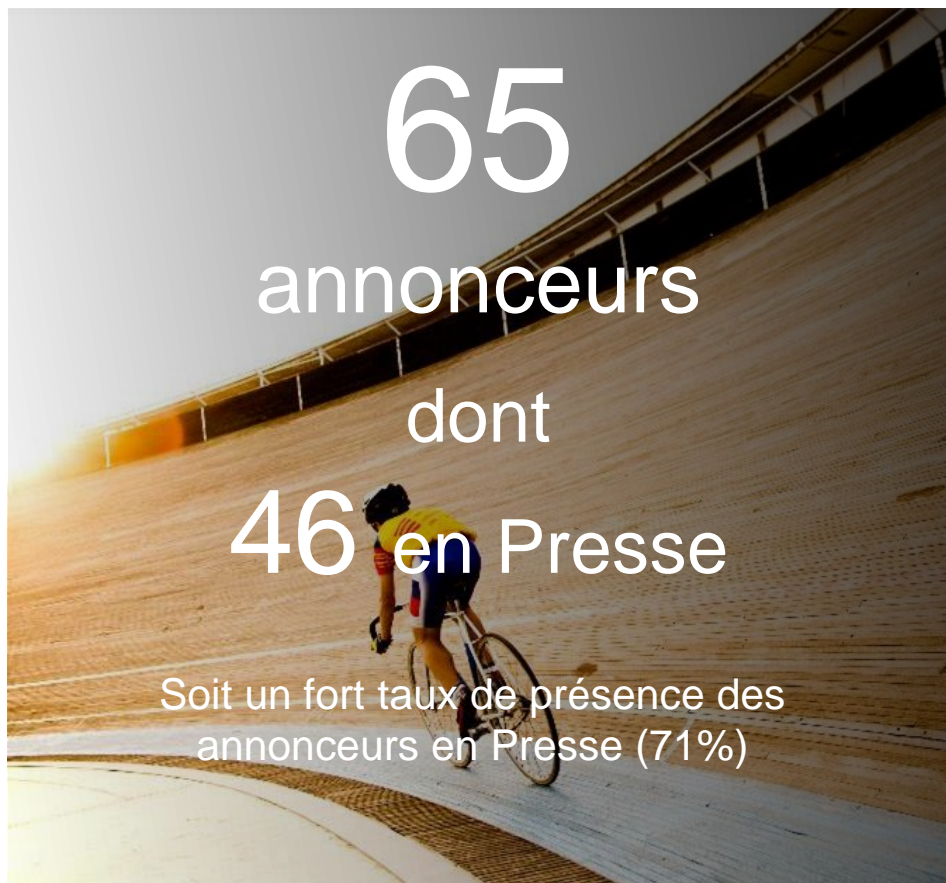 65
annonceurs
dont
46 en Presse
Soit un fort taux de présence des
annonceurs en Presse (71%)